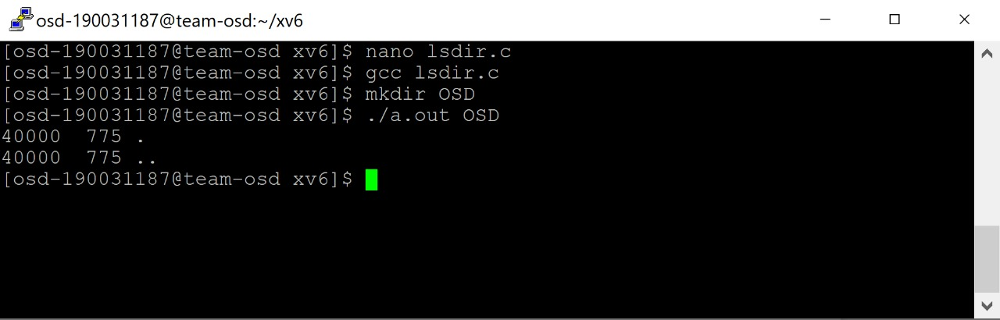 osd-190031187@team-osd:~/xv6
[osd-190031187@team-osd xv6]$ nano lsdir.c
[osd-190031187@team-osd xv6]$ gcc lsdir.c
[osd-190031187@team-osd xv6]$ mkdir OSD
[osd-190031187@team-osd xv6]$ ./a.out OSD
40000  775 .
40000  775 ..
[osd-190031187@team-osd xv6]$